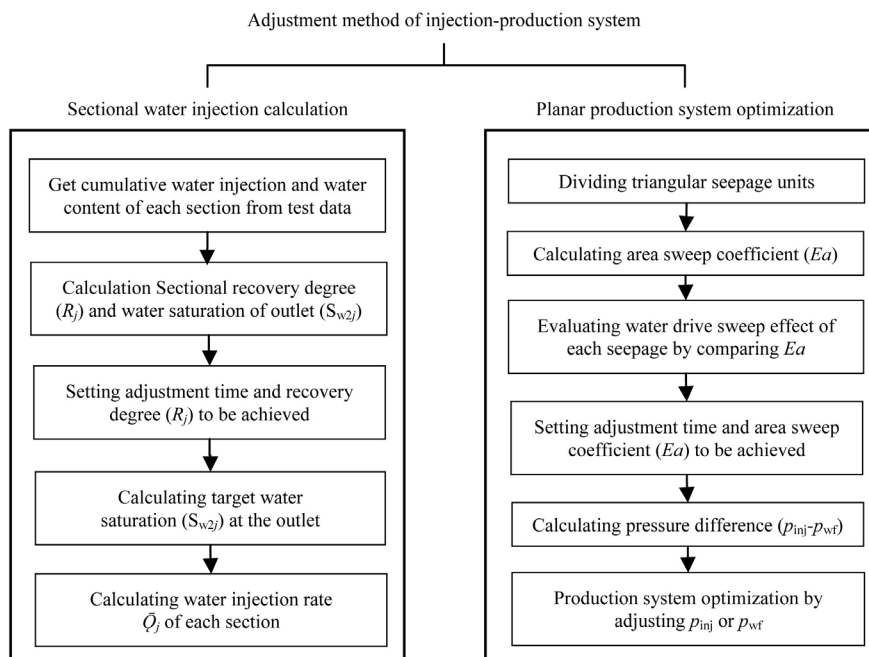 Adjustment method of injection-production system
Sectional water injection calculation
Get cumulative water injection and water
content of each section from test data
Calculation Sectional recovery degree
(Rj) and water saturation of outlet (Sw2j)
Setting adjustment time and recovery
degree (Rj) to be achieved
Calculating target water
saturation (Sw2j) at the outlet
Calculating water injection rate
Q̄j of each section
Planar production system optimization
Dividing triangular seepage units
Calculating area sweep coefficient (Ea)
Evaluating water drive sweep effect of
each seepage by comparing Ea
Setting adjustment time and area sweep
coefficient (Ea) to be achieved
Calculating pressure difference (pinj-pwf)
Production system optimization by
adjusting pinj or pwf